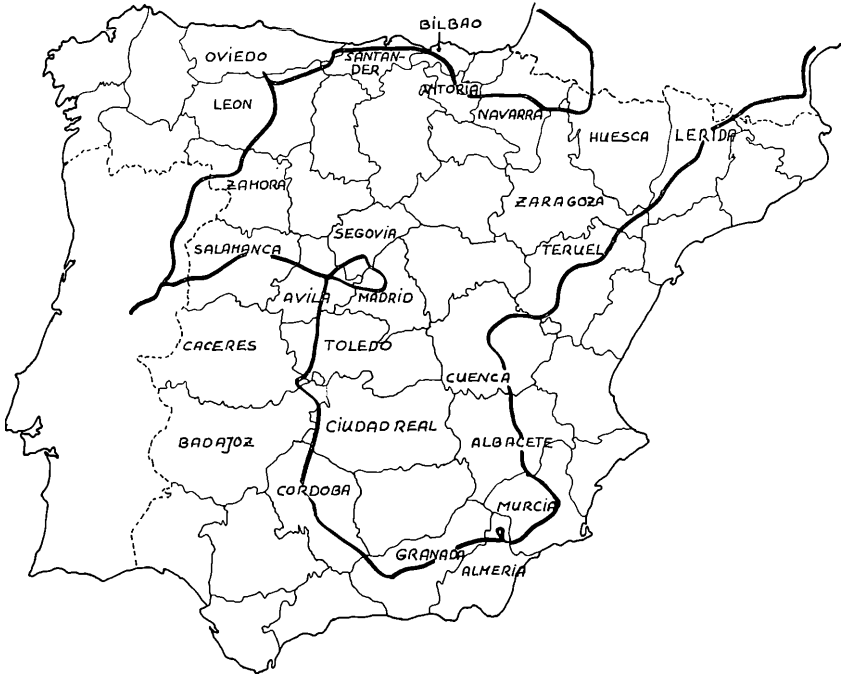 BILBAO
OVIEDO
SANTAN-
DER
VITORIA
LEON
NAVARRA
HUESCA
LERIDA
ZAMORA
ZARAGOZA
SEGOVIA
SALAMANCA
TERUEL
AVILA
MADRID
CACERES
TOLEDO
CUENCA
CIUDAD REAL
BADAJOZ
ALBACETE
CORDOBA
MURCIA
GRANADA
ALMERIA